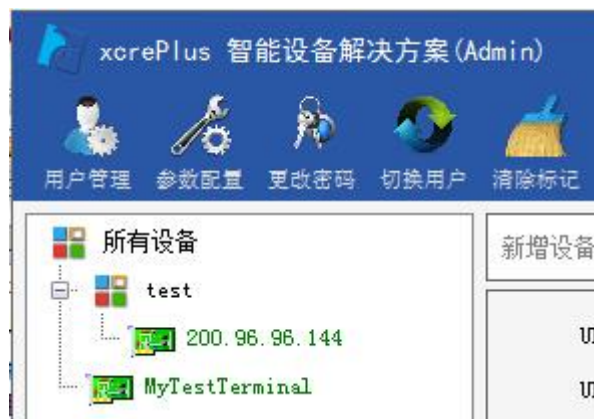 xcrePlus 智能设备解决方案(Admin)
用户管理 参数配置 更改密码 切换用户 清除标记
所有设备
新增设备
test
200.96.96.144
MyTestTerminal